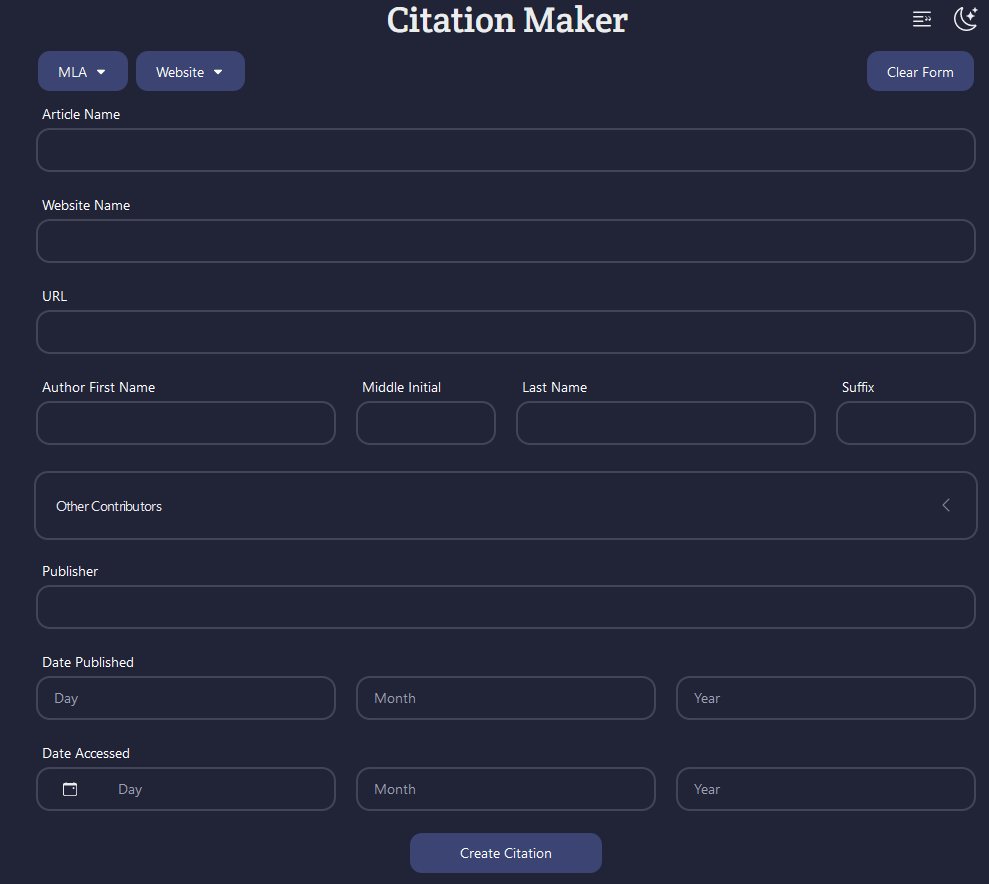 Citation Maker
MLA Website Clear Form
Article Name
Website Name
URL
Author First Name Middle Initial Last Name Suffix
Other Contributors
Publisher
Date Published
Day Month Year
Date Accessed
Day Month Year
Create Citation